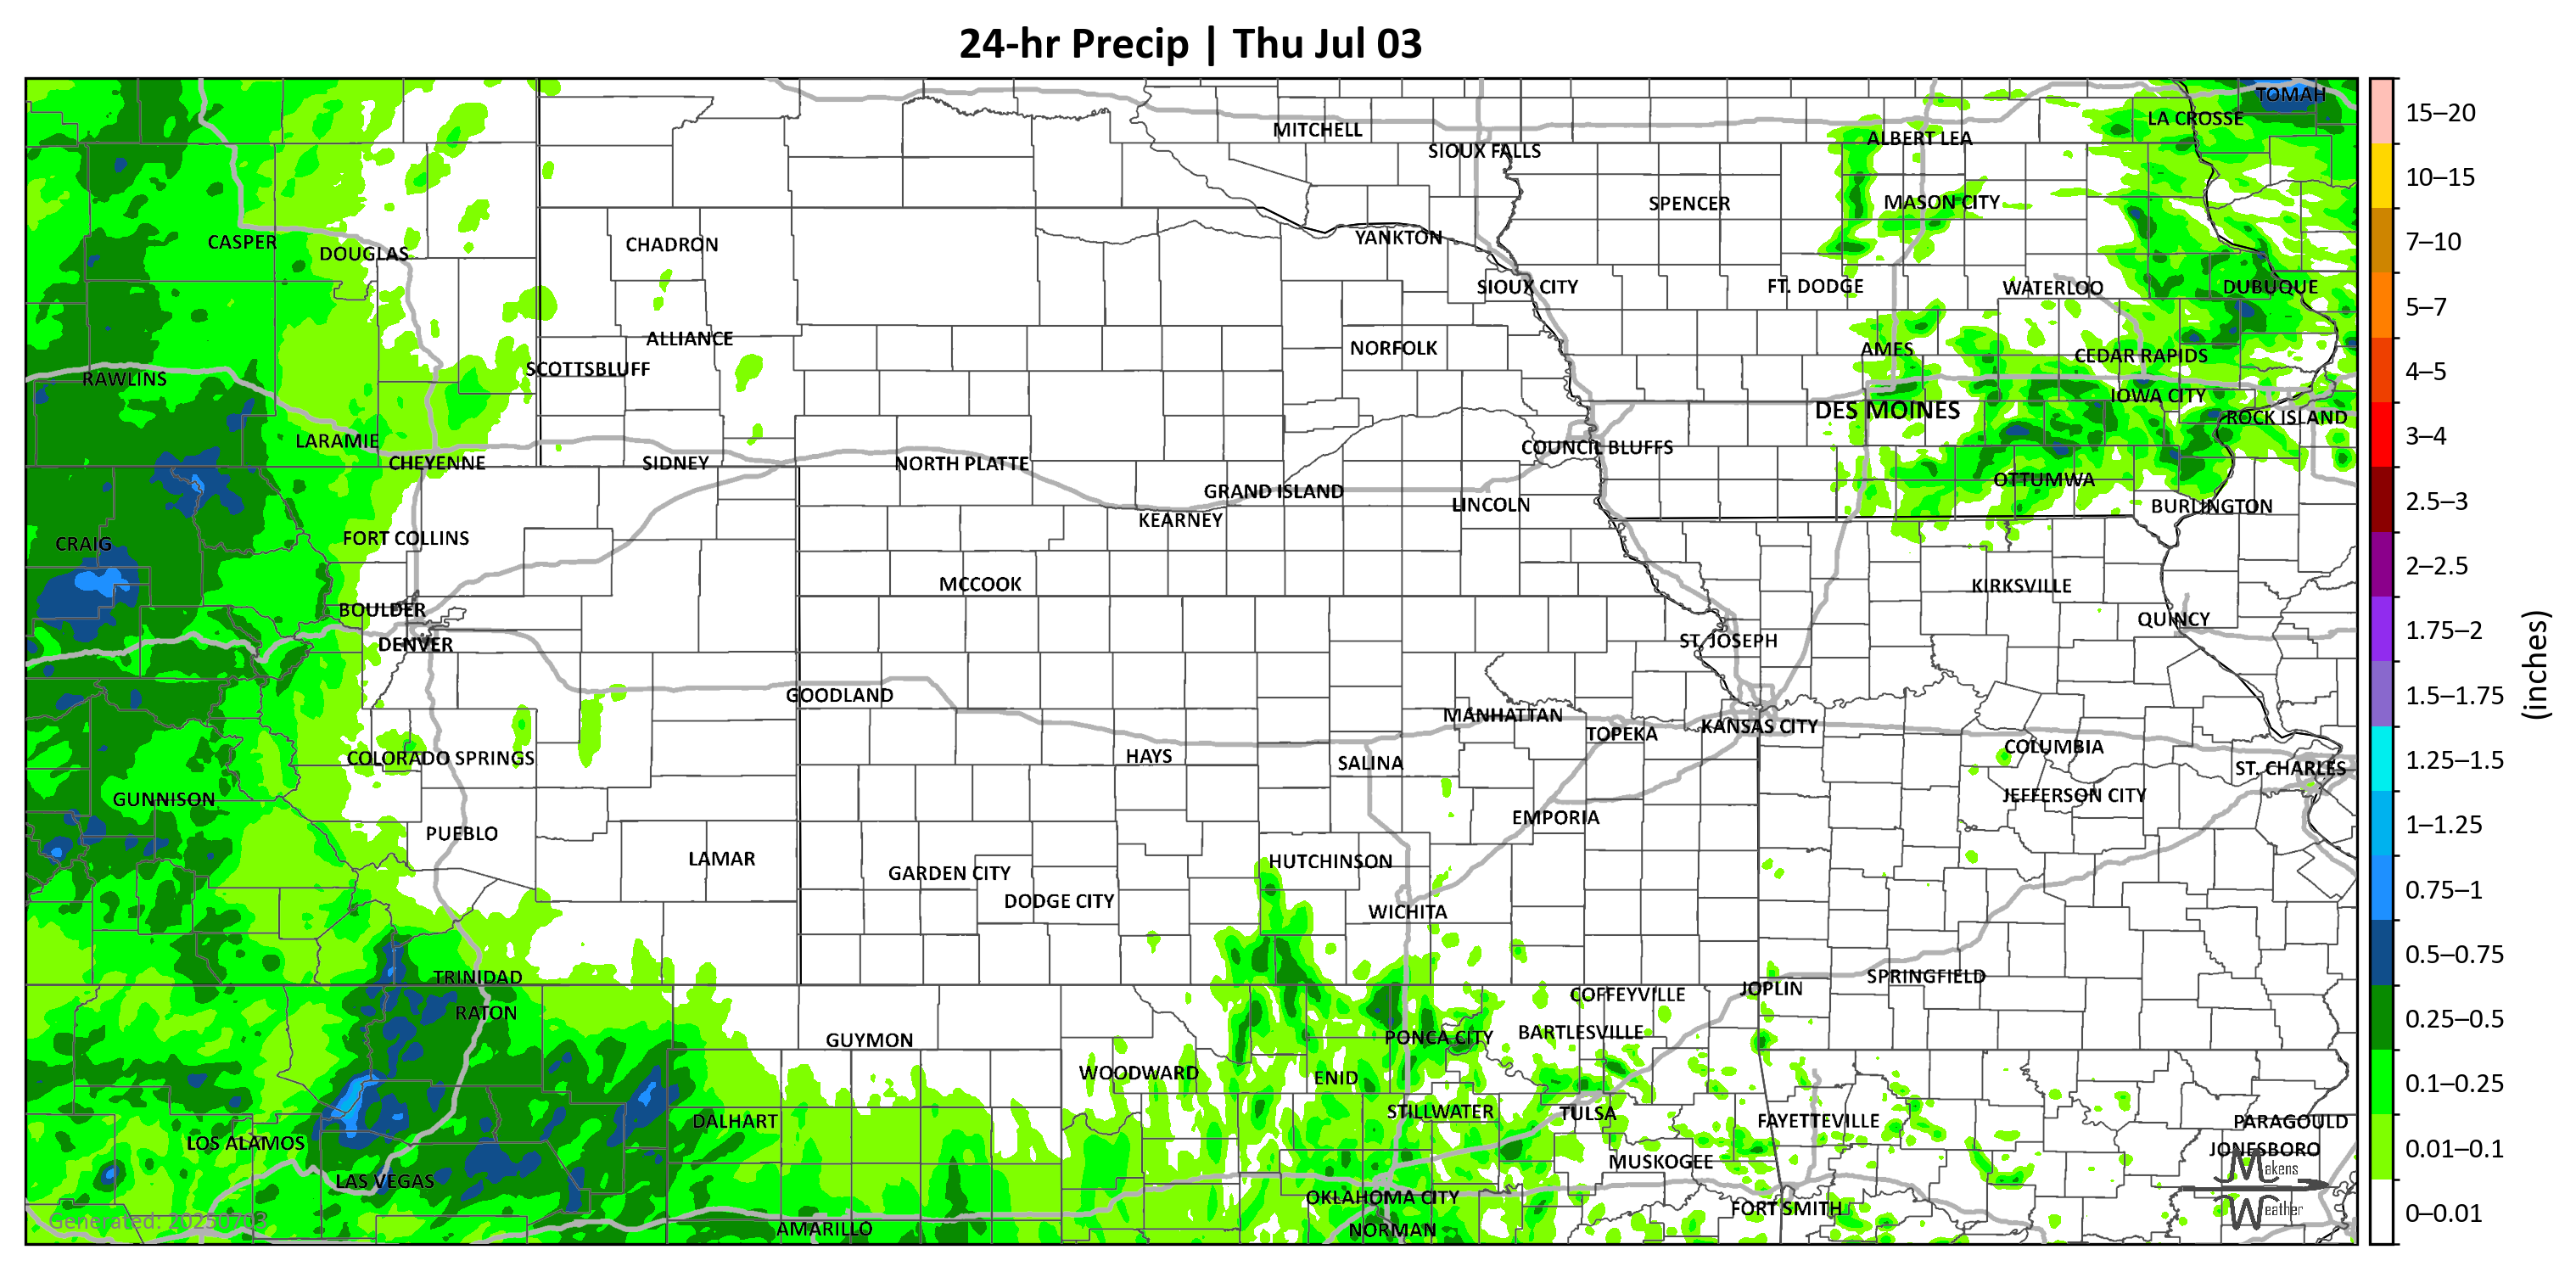 24-hr Precip | Thu Jul 03
TOMAH
LA CROSSE
MITCHELL
ALBERT LEA
SIOUX FALLS
SPENCER
MASON CITY
YANKTON
CASPER
CHADRON
DOUGLAS
SIOUX CITY
FT. DODGE
WATERLOO
DUBUQUE
ALLIANCE
NORFOLK
AMES
CEDAR RAPIDS
SCOTTSBLUFF
RAWLINS
IOWA CITY
DES MOINES
ROCK ISLAND
LARAMIE
COUNCIL BLUFFS
CHEYENNE
SIDNEY
NORTH PLATTE
OTTUMWA
GRAND ISLAND
LINCOLN
BURLINGTON
KEARNEY
FORT COLLINS
CRAIG
MCCOOK
KIRKSVILLE
BOULDER
QUINCY
DENVER
ST. JOSEPH
GOODLAND
MANHATTAN
KANSAS CITY
TOPEKA
COLUMBIA
COLORADO SPRINGS
HAYS
SALINA
ST. CHARLES
GUNNISON
JEFFERSON CITY
EMPORIA
PUEBLO
LAMAR
HUTCHINSON
GARDEN CITY
DODGE CITY
WICHITA
TRINIDAD
SPRINGFIELD
JOPLIN
COFFEYVILLE
RATON
BARTLESVILLE
GUYMON
PONCA CITY
WOODWARD
ENID
STILLWATER
TULSA
DALHART
FAYETTEVILLE
PARAGOULD
LOS ALAMOS
JONESBORO
MUSKOGEE
LAS VEGAS
OKLAHOMA CITY
FORT SMITH
AMARILLO
NORMAN
Generated: 20250703
Makens
Weather
15–20
10–15
7–10
5–7
4–5
3–4
2.5–3
2–2.5
1.75–2
1.5–1.75
1.25–1.5
1–1.25
0.75–1
0.5–0.75
0.25–0.5
0.1–0.25
0.01–0.1
0–0.01
(inches)